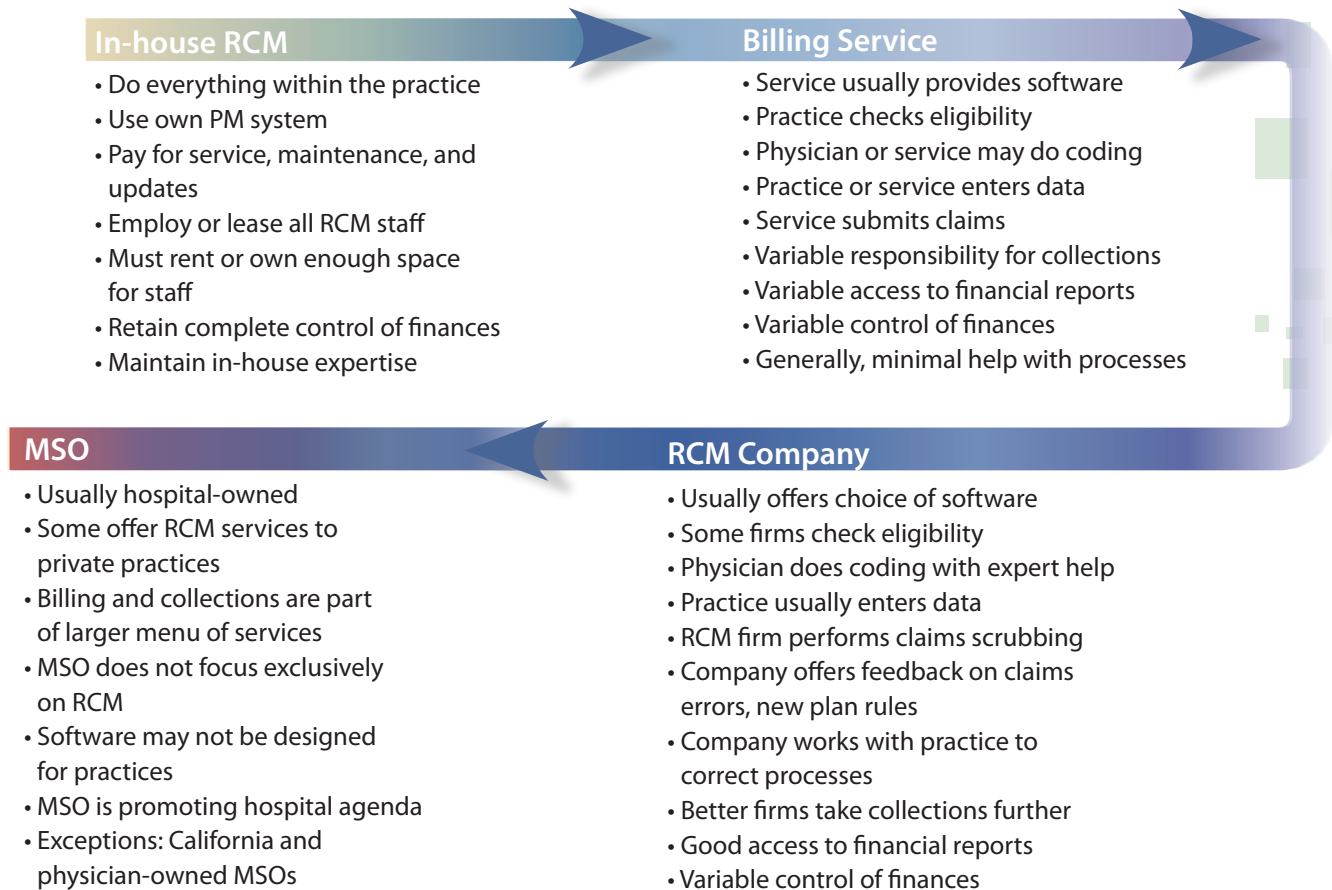 In-house RCM
• Do everything within the practice
• Use own PM system
• Pay for service, maintenance, and
updates
• Employ or lease all RCM staff
• Must rent or own enough space
for staff
• Retain complete control of finances
• Maintain in-house expertise
Billing Service
• Service usually provides software
• Practice checks eligibility
• Physician or service may do coding
• Practice or service enters data
• Service submits claims
• Variable responsibility for collections
• Variable access to financial reports
• Variable control of finances
• Generally, minimal help with processes
RCM Company
• Usually offers choice of software
• Some firms check eligibility
• Physician does coding with expert help
• Practice usually enters data
• RCM firm performs claims scrubbing
• Company offers feedback on claims
errors, new plan rules
• Company works with practice to
correct processes
• Better firms take collections further
• Good access to financial reports
• Variable control of finances
MSO
• Usually hospital-owned
• Some offer RCM services to
private practices
• Billing and collections are part
of larger menu of services
• MSO does not focus exclusively
on RCM
• Software may not be designed
for practices
• MSO is promoting hospital agenda
• Exceptions: California and
physician-owned MSOs